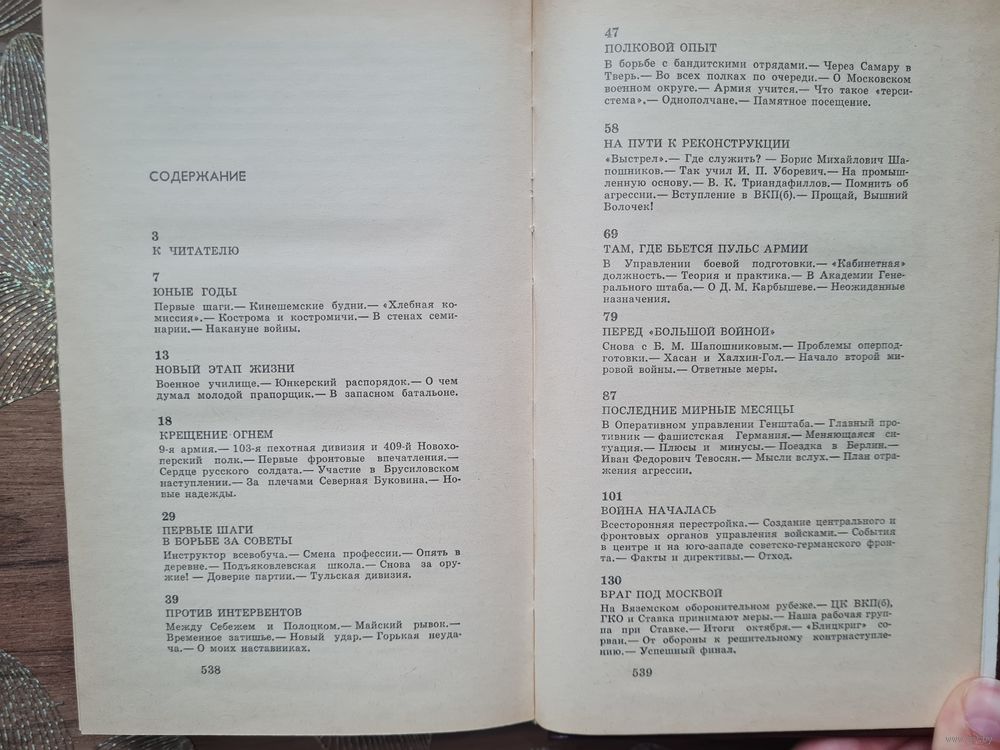 СОДЕРЖАНИЕ
3
К ЧИТАТЕЛЮ
7
ЮНЫЕ ГОДЫ
Первые шаги.— Кинешемские будни.— «Хлебная ко-
миссия».— Кострома и костромичи.— В стенах семи-
нарии.— Накануне войны.
13
НОВЫЙ ЭТАП ЖИЗНИ
Военное училище.— Юнкерский распорядок.— О чем
думал молодой прапорщик.— В запасном батальоне.
18
КРЕЩЕНИЕ ОГНЕМ
9-я армия.— 103-я пехотная дивизия и 409-й Новохо-
перский полк.— Первые фронтовые впечатления.—
Сердце русского солдата.— Участие в Брусиловском
наступлении.— За плечами Северная Буковина.— Но-
вые надежды.
29
ПЕРВЫЕ ШАГИ
В БОРЬБЕ ЗА СОВЕТЫ
Инструктор всевобуча.— Смена профессии.— Опять в
деревне.— Подъяковлевская школа.— Снова за ору-
жие! — Доверие партии.— Тульская дивизия.
39
ПРОТИВ ИНТЕРВЕНТОВ
Между Себежем и Полоцком.— Майский рывок.—
Временное затишье.— Новый удар.— Горькая неуда-
ча.— О моих наставниках.
538
47
ПОЛКОВОЙ ОПЫТ
В борьбе с бандитскими отрядами.— Через Самару в
Тверь.— Во всех полках по очереди.— О Московском
военном округе.— Армия учится.— Что такое «терси-
стема».— Однополчане.— Памятное посещение.
58
НА ПУТИ К РЕКОНСТРУКЦИИ
«Выстрел».— Где служить? — Борис Михайлович Ша-
пошников.— Так учил И. П. Уборевич.— На промыш-
ленную основу.— В. К. Триандафиллов.— Помнить об
агрессии.— Вступление в ВКП(б).— Прощай, Вышний
Волочек!
69
ТАМ, ГДЕ БЬЕТСЯ ПУЛЬС АРМИИ
В Управлении боевой подготовки.— «Кабинетная»
должность.— Теория и практика.— В Академии Гене-
рального штаба.— О Д. М. Карбышеве.— Неожиданные
назначения.
79
ПЕРЕД «БОЛЬШОЙ ВОЙНОЙ»
Снова с Б. М. Шапошниковым.— Проблемы оперпод-
готовки.— Хасан и Халхин-Гол.— Начало второй ми-
ровой войны.— Ответные меры.
87
ПОСЛЕДНИЕ МИРНЫЕ МЕСЯЦЫ
В Оперативном управлении Генштаба.— Главный про-
тивник — фашистская Германия.— Меняющаяся си-
туация.— Плюсы и минусы.— Поездка в Берлин.—
Иван Федорович Тевосян.— Мысли вслух.— План отра-
жения агрессии.
101
ВОЙНА НАЧАЛАСЬ
Всесторонняя перестройка.— Создание центрального и
фронтовых органов управления войсками.— События
в центре и на юго-западе советско-германского фрон-
та.— Факты и директивы.— Отход.
130
ВРАГ ПОД МОСКВОЙ
На Вяземском оборонительном рубеже.— ЦК ВКП(б),
ГКО и Ставка принимают меры.— Наша рабочая груп-
па при Ставке.— Итоги октября.— «Блицкриг» со-
рван.— От обороны к решительному контрнаступле-
нию.— Успешный финал.
539